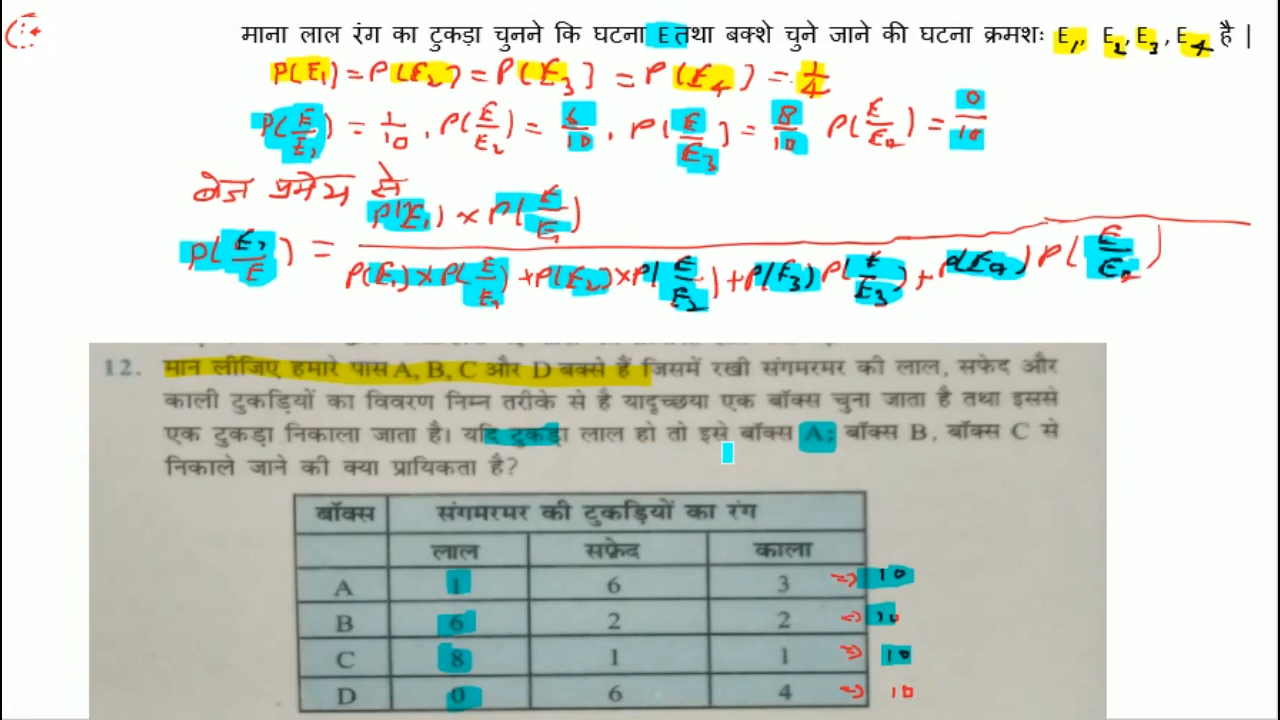 माना लाल रंग का टुकड़ा चुनने कि घटना E तथा बक्शे चुने जाने की घटना क्रमशः E₁, E₂, E₃, E₄ है |
P(E₁) = P(E₂) = P(E₃) = P(E₄) = 1/4
P(E/E₁) = 1/10, P(E/E₂) = 6/10, P(E/E₃) = 8/10 P(E/E₄) = 0/10
बेज प्रमेय से
P(E₁) × P(E/E₁)
P(E₁/E) =
P(E₁) × P(E/E₁) + P(E₂) × P(E/E₂) + P(E₃) P(E/E₃) + P(E₄) P(E/E₄)
12. मान लीजिए हमारे पास A, B, C और D बक्से हैं जिसमें रखी संगमरमर की लाल, सफेद और
काली टुकड़ियों का विवरण निम्न तरीके से है यादृच्छया एक बॉक्स चुना जाता है तथा इससे
एक टुकड़ा निकाला जाता है। यदि टुकड़ा लाल हो तो इसे बॉक्स A; बॉक्स B, बॉक्स C से
निकाले जाने की क्या प्रायिकता है?
बॉक्स संगमरमर की टुकड़ियों का रंग
लाल सफ़ेद काला
A 1 6 3 ⇒ 10
B 6 2 2 ⇒ 10
C 8 1 1 ⇒ 10
D 0 6 4 ⇒ 10